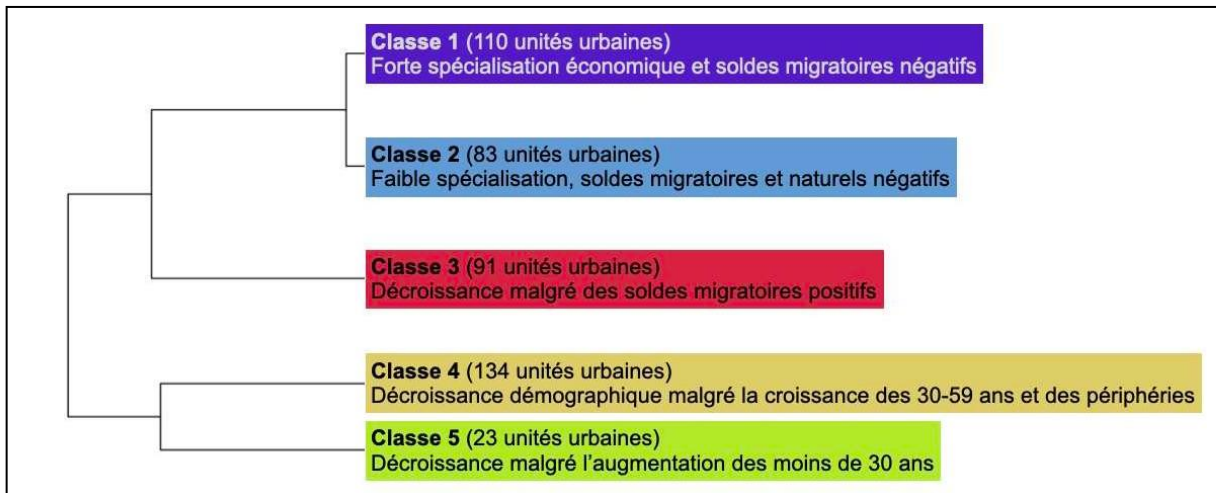 Classe 1 (110 unités urbaines)
Forte spécialisation économique et soldes migratoires négatifs
Classe 2 (83 unités urbaines)
Faible spécialisation, soldes migratoires et naturels négatifs
Classe 3 (91 unités urbaines)
Décroissance malgré des soldes migratoires positifs
Classe 4 (134 unités urbaines)
Décroissance démographique malgré la croissance des 30-59 ans et des périphéries
Classe 5 (23 unités urbaines)
Décroissance malgré l'augmentation des moins de 30 ans